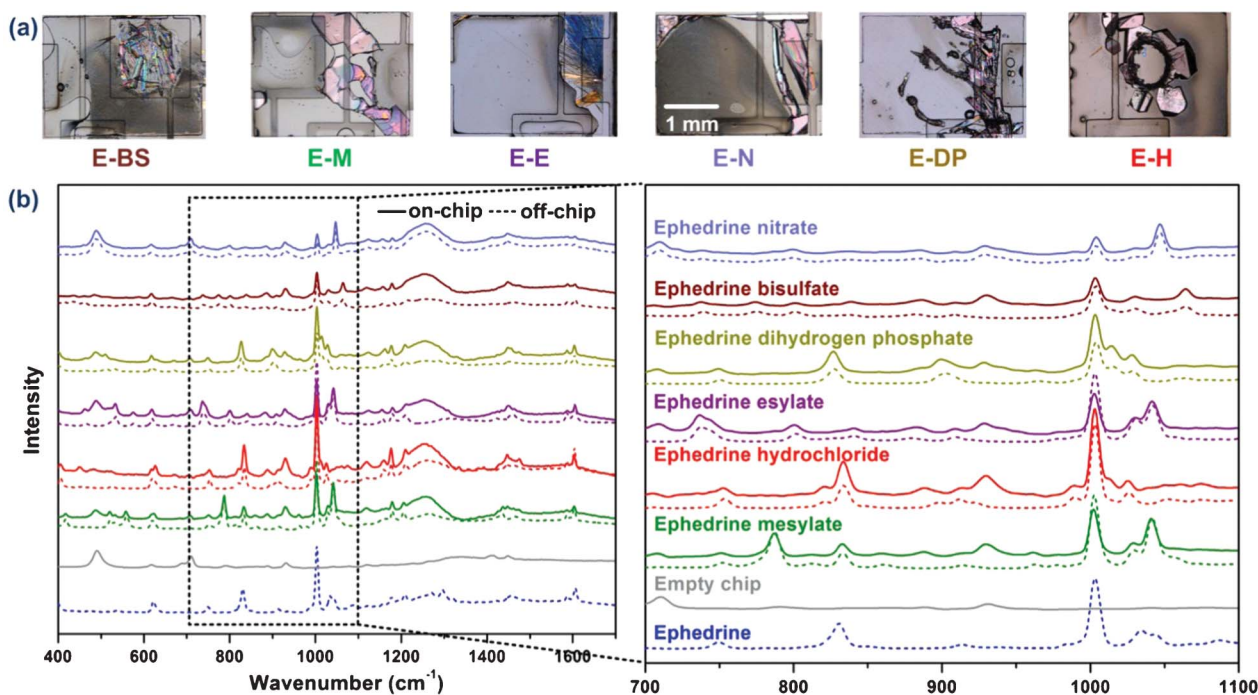 (a)
1 mm
E-BS E-M E-E E-N E-DP E-H
(b)
on-chip off-chip
Intensity
400 600 800 1000 1200 1400 1600
Wavenumber (cm⁻¹)
Ephedrine nitrate
Ephedrine bisulfate
Ephedrine dihydrogen phosphate
Ephedrine esylate
Ephedrine hydrochloride
Ephedrine mesylate
Empty chip
Ephedrine
700 800 900 1000 1100